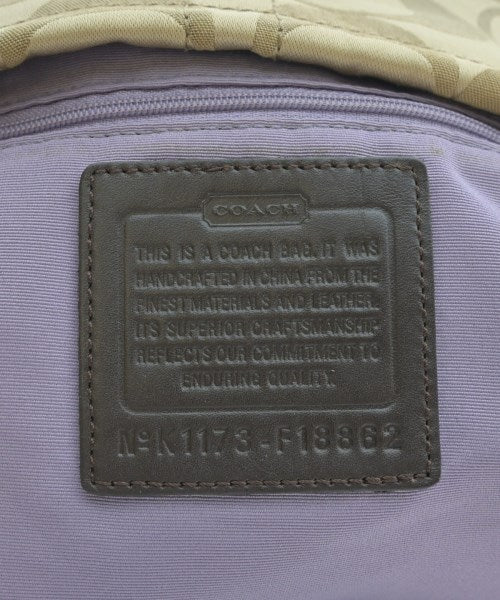 COACH
THIS IS A COACH BAG. IT WAS
HANDCRAFTED IN CHINA FROM THE
FINEST MATERIALS AND LEATHER.
ITS SUPERIOR CRAFTSMANSHIP
REFLECTS OUR COMMITMENT TO
ENDURING QUALITY.
No K1173-F18862